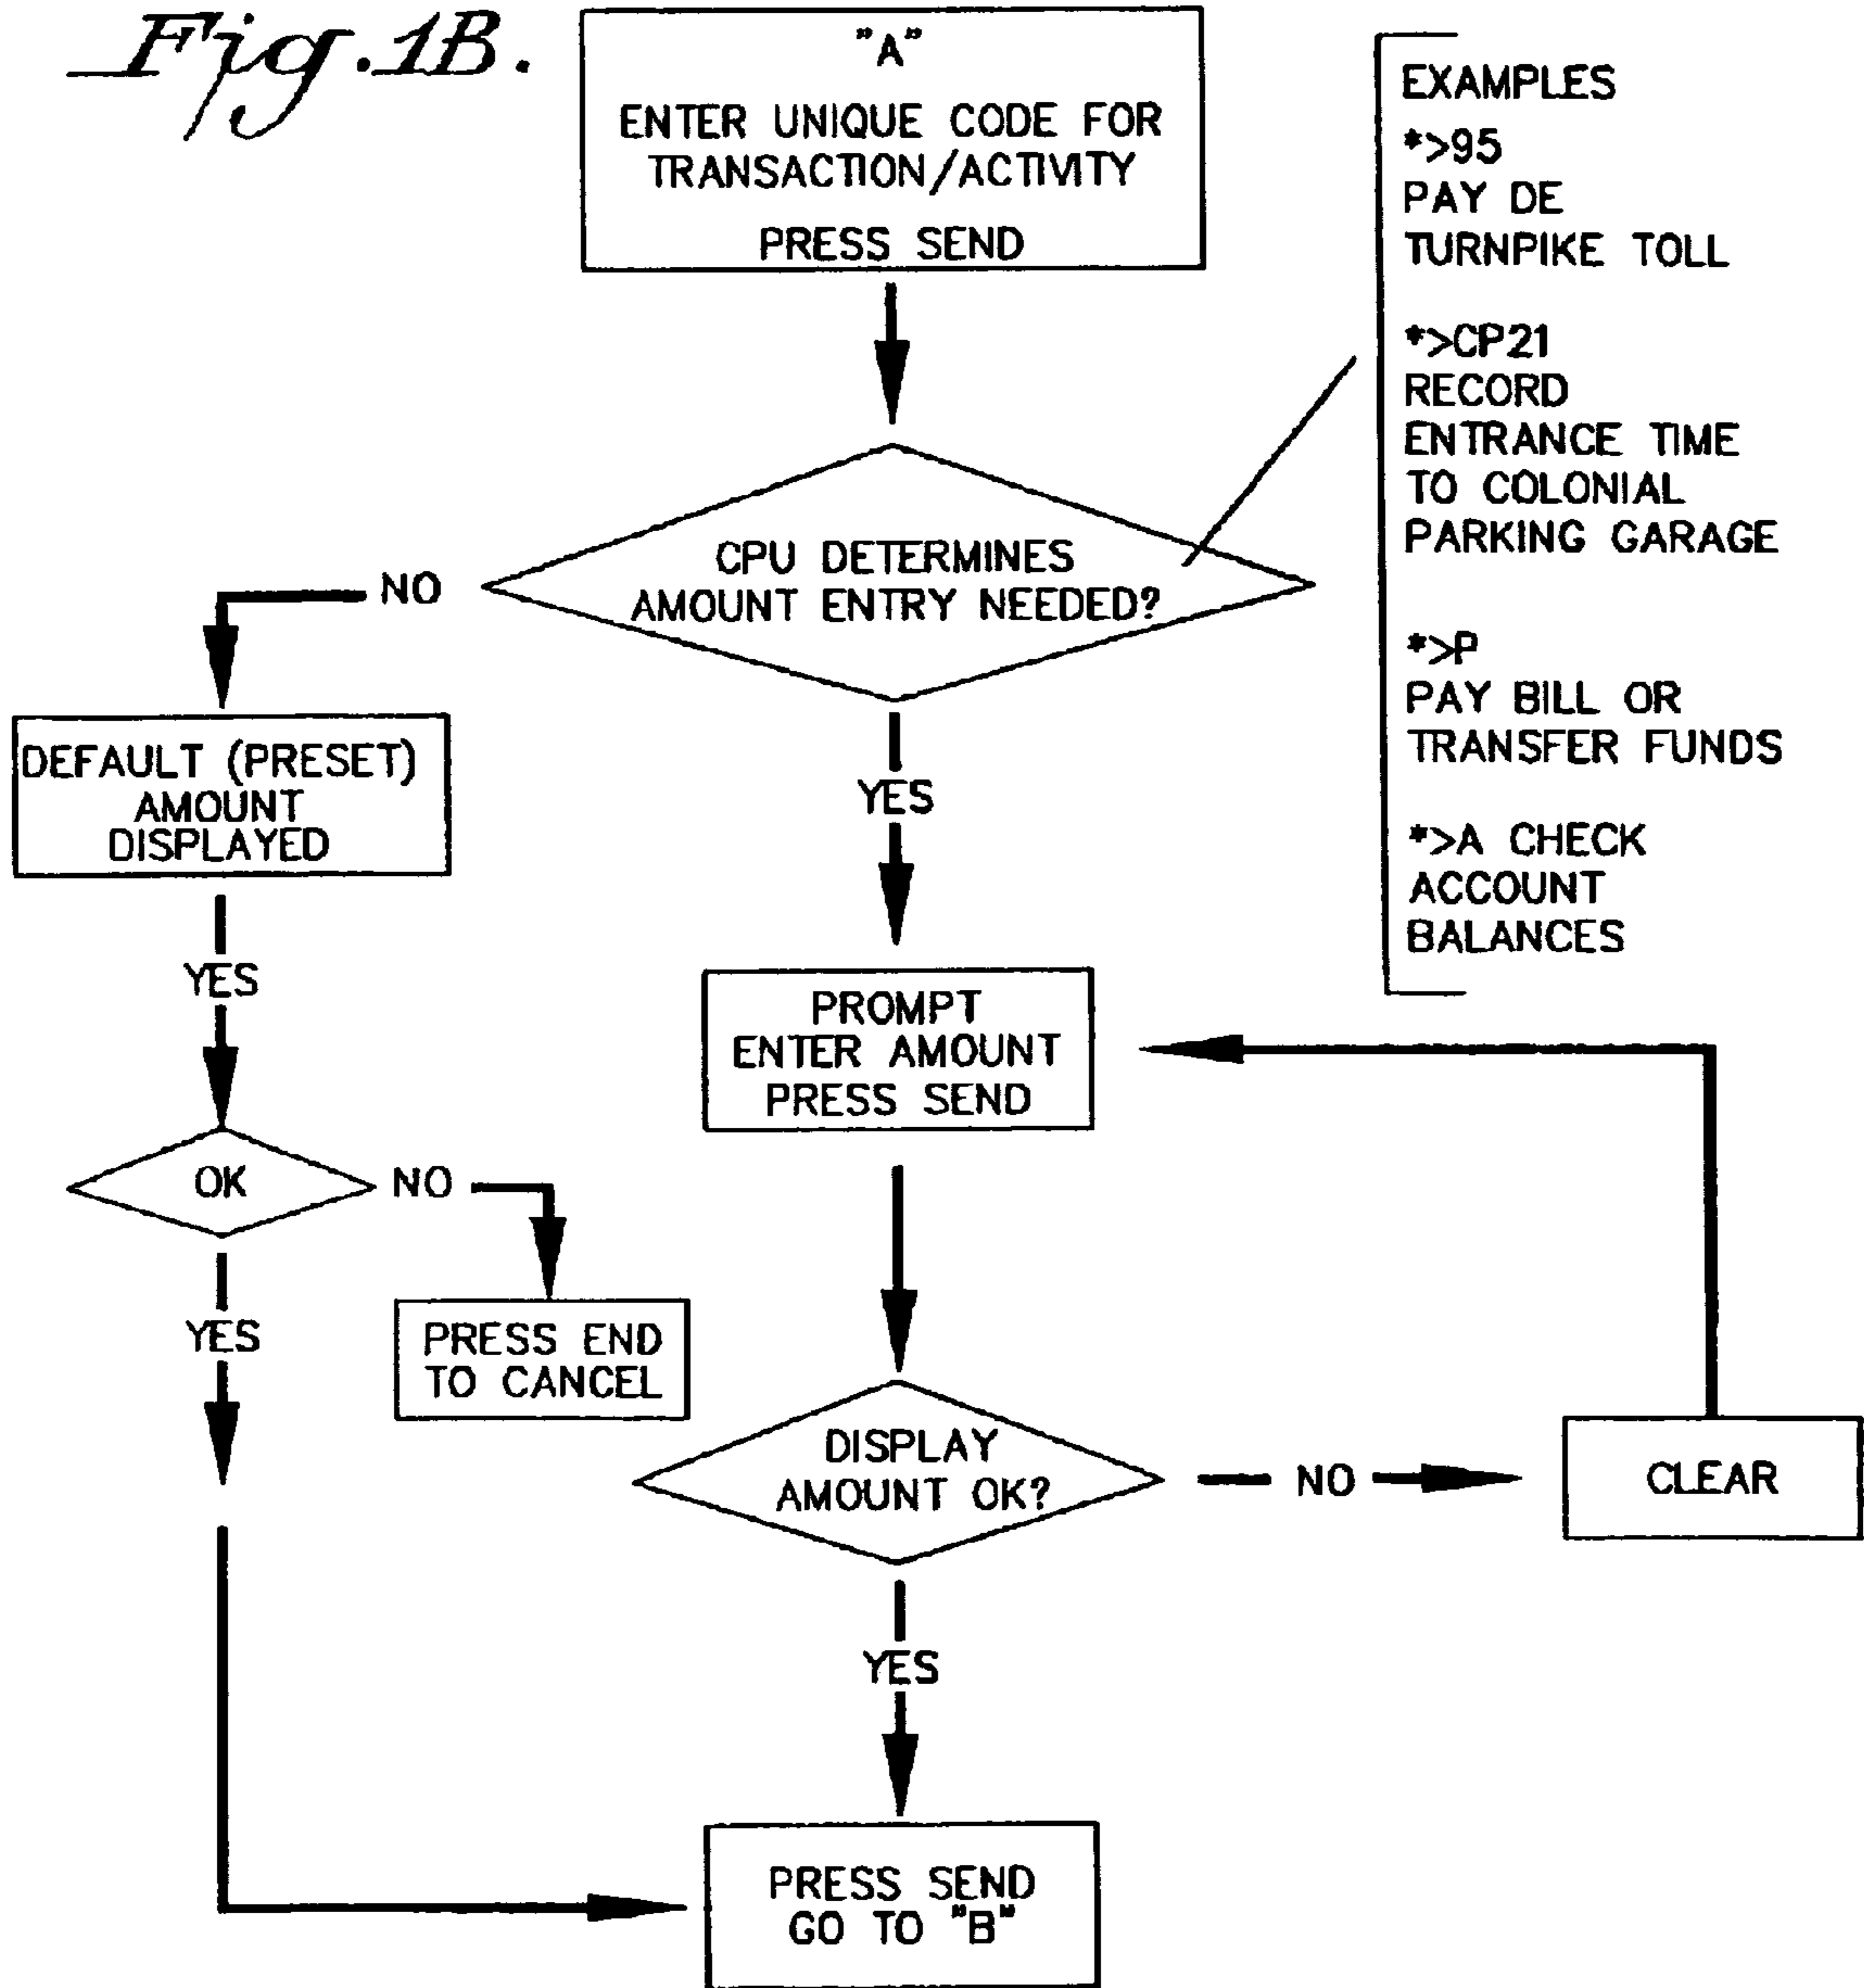 Fig. 1B.
"A"
ENTER UNIQUE CODE FOR
TRANSACTION/ACTIVITY
PRESS SEND
EXAMPLES
*>95
PAY DE
TURNPIKE TOLL
*>CP21
RECORD
ENTRANCE TIME
TO COLONIAL
PARKING GARAGE
*>P
PAY BILL OR
TRANSFER FUNDS
*>A CHECK
ACCOUNT
BALANCES
CPU DETERMINES
AMOUNT ENTRY NEEDED?
NO
DEFAULT (PRESET)
AMOUNT
DISPLAYED
YES
YES
PROMPT
ENTER AMOUNT
PRESS SEND
OK
NO
YES
PRESS END
TO CANCEL
DISPLAY
AMOUNT OK?
NO
CLEAR
YES
PRESS SEND
GO TO "B"